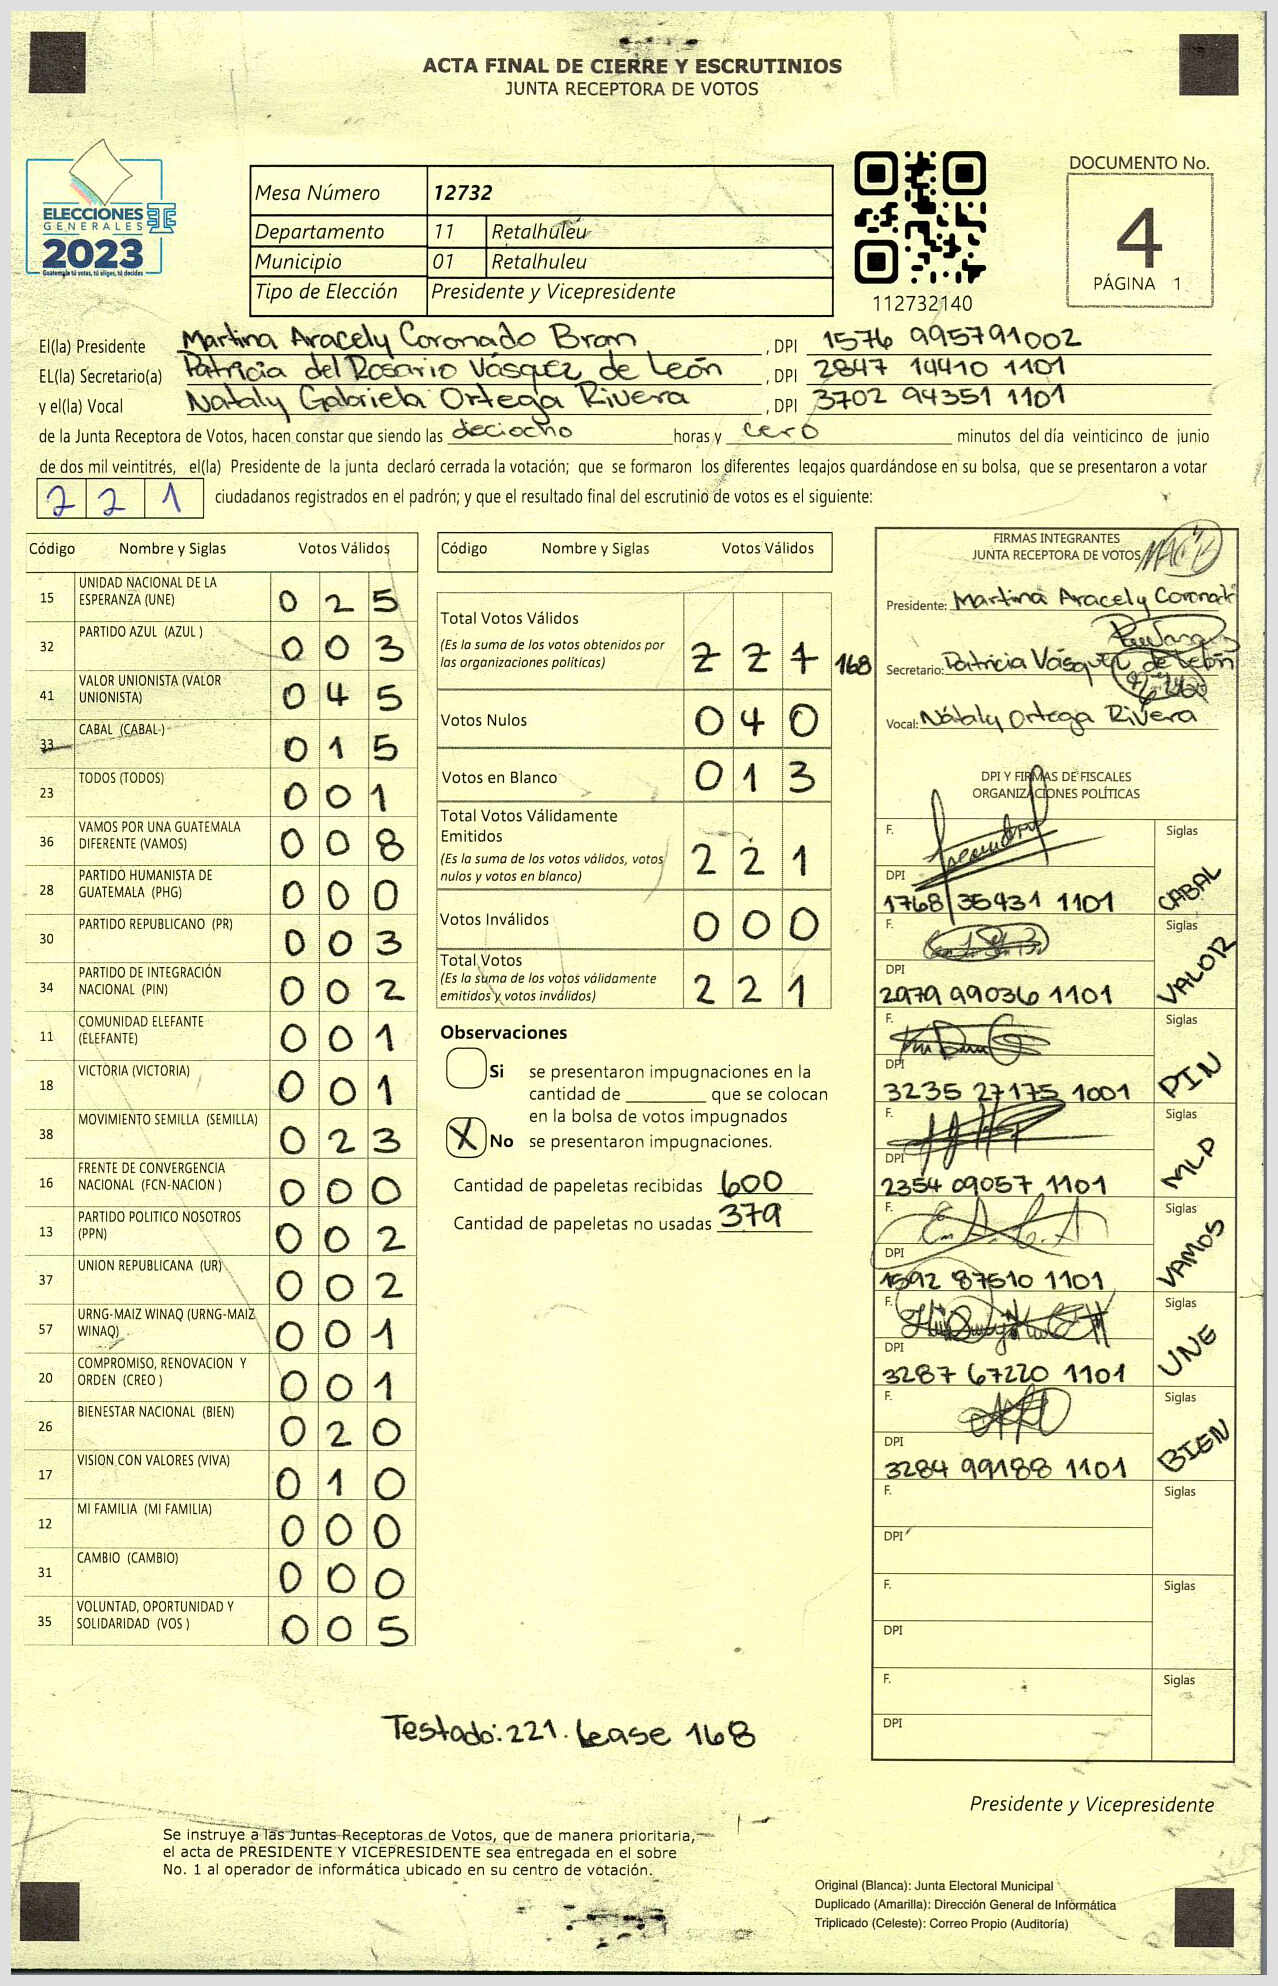 ACTA FINAL DE CIERRE Y ESCRUTINIOS
JUNTA RECEPTORA DE VOTOS
ELECCIONES
GENERALES
2023
Guatemala tú votas, tú eliges, tú decides
Mesa Número 12732
Departamento 11 Retalhuleu
Municipio 01 Retalhuleu
Tipo de Elección Presidente y Vicepresidente
112732140
DOCUMENTO No.
4
PÁGINA 1
El(la) Presidente Martina Aracely Coronado Bran , DPI 1576 995791002
EL(la) Secretario(a) Patricia del Rosario Vásquez de León , DPI 2847 14410 1101
y el(la) Vocal Nataly Gabriela Ortega Rivera , DPI 3702 94351 1101
de la Junta Receptora de Votos, hacen constar que siendo las deciocho horas y cero minutos del día veinticinco de junio
de dos mil veintitrés, el(la) Presidente de la junta declaró cerrada la votación; que se formaron los diferentes legajos guardándose en su bolsa, que se presentaron a votar
2 2 1 ciudadanos registrados en el padrón; y que el resultado final del escrutinio de votos es el siguiente:
Código Nombre y Siglas Votos Válidos
15 UNIDAD NACIONAL DE LA ESPERANZA (UNE) 0 2 5
32 PARTIDO AZUL (AZUL ) 0 0 3
41 VALOR UNIONISTA (VALOR UNIONISTA) 0 4 5
33 CABAL (CABAL-) 0 1 5
23 TODOS (TODOS) 0 0 1
36 VAMOS POR UNA GUATEMALA DIFERENTE (VAMOS) 0 0 8
28 PARTIDO HUMANISTA DE GUATEMALA (PHG) 0 0 0
30 PARTIDO REPUBLICANO (PR) 0 0 3
34 PARTIDO DE INTEGRACIÓN NACIONAL (PIN) 0 0 2
11 COMUNIDAD ELEFANTE (ELEFANTE) 0 0 1
18 VICTORIA (VICTORIA) 0 0 1
38 MOVIMIENTO SEMILLA (SEMILLA) 0 2 3
16 FRENTE DE CONVERGENCIA NACIONAL (FCN-NACION ) 0 0 0
13 PARTIDO POLITICO NOSOTROS (PPN) 0 0 2
37 UNION REPUBLICANA (UR) 0 0 2
57 URNG-MAIZ WINAQ (URNG-MAIZ WINAQ) 0 0 1
20 COMPROMISO, RENOVACION Y ORDEN (CREO ) 0 0 1
26 BIENESTAR NACIONAL (BIEN) 0 2 0
17 VISION CON VALORES (VIVA) 0 1 0
12 MI FAMILIA (MI FAMILIA) 0 0 0
31 CAMBIO (CAMBIO) 0 0 0
35 VOLUNTAD, OPORTUNIDAD Y SOLIDARIDAD (VOS ) 0 0 5
Código Nombre y Siglas Votos Válidos
Total Votos Válidos
(Es la suma de los votos obtenidos por las organizaciones políticas) 2 2 1 168
Votos Nulos 0 4 0
Votos en Blanco 0 1 3
Total Votos Válidamente Emitidos
(Es la suma de los votos válidos, votos nulos y votos en blanco) 2 2 1
Votos Inválidos 0 0 0
Total Votos
(Es la suma de los votos válidamente emitidos y votos inválidos) 2 2 1
Observaciones
Si se presentaron impugnaciones en la
cantidad de ________ que se colocan
en la bolsa de votos impugnados
X No se presentaron impugnaciones.
Cantidad de papeletas recibidas 600
Cantidad de papeletas no usadas 379
FIRMAS INTEGRANTES
JUNTA RECEPTORA DE VOTOS
Presidente: Martina Aracely Coronado
Secretario: Patricia Vásquez de León
Vocal: Nátaly Ortega Rivera
DPI Y FIRMAS DE FISCALES
ORGANIZACIONES POLÍTICAS
F. Siglas
DPI
1768 35431 1101 CABAL
F. Siglas
DPI
2979 99036 1101 VALOR
F. Siglas
DPI
3235 27175 1001 PIN
F. Siglas
DPI
2354 09057 1101 MLP
F. Siglas
DPI
1592 87510 1101 VAMOS
F. Siglas
DPI
3287 67220 1101 UNE
F. Siglas
DPI
3284 99188 1101 BIEN
F. Siglas
DPI
F. Siglas
DPI
F. Siglas
DPI
Testado: 221. Lease 168
Presidente y Vicepresidente
Se instruye a las Juntas Receptoras de Votos, que de manera prioritaria,
el acta de PRESIDENTE Y VICEPRESIDENTE sea entregada en el sobre
No. 1 al operador de informática ubicado en su centro de votación.
Original (Blanca): Junta Electoral Municipal
Duplicado (Amarilla): Dirección General de Informática
Triplicado (Celeste): Correo Propio (Auditoría)